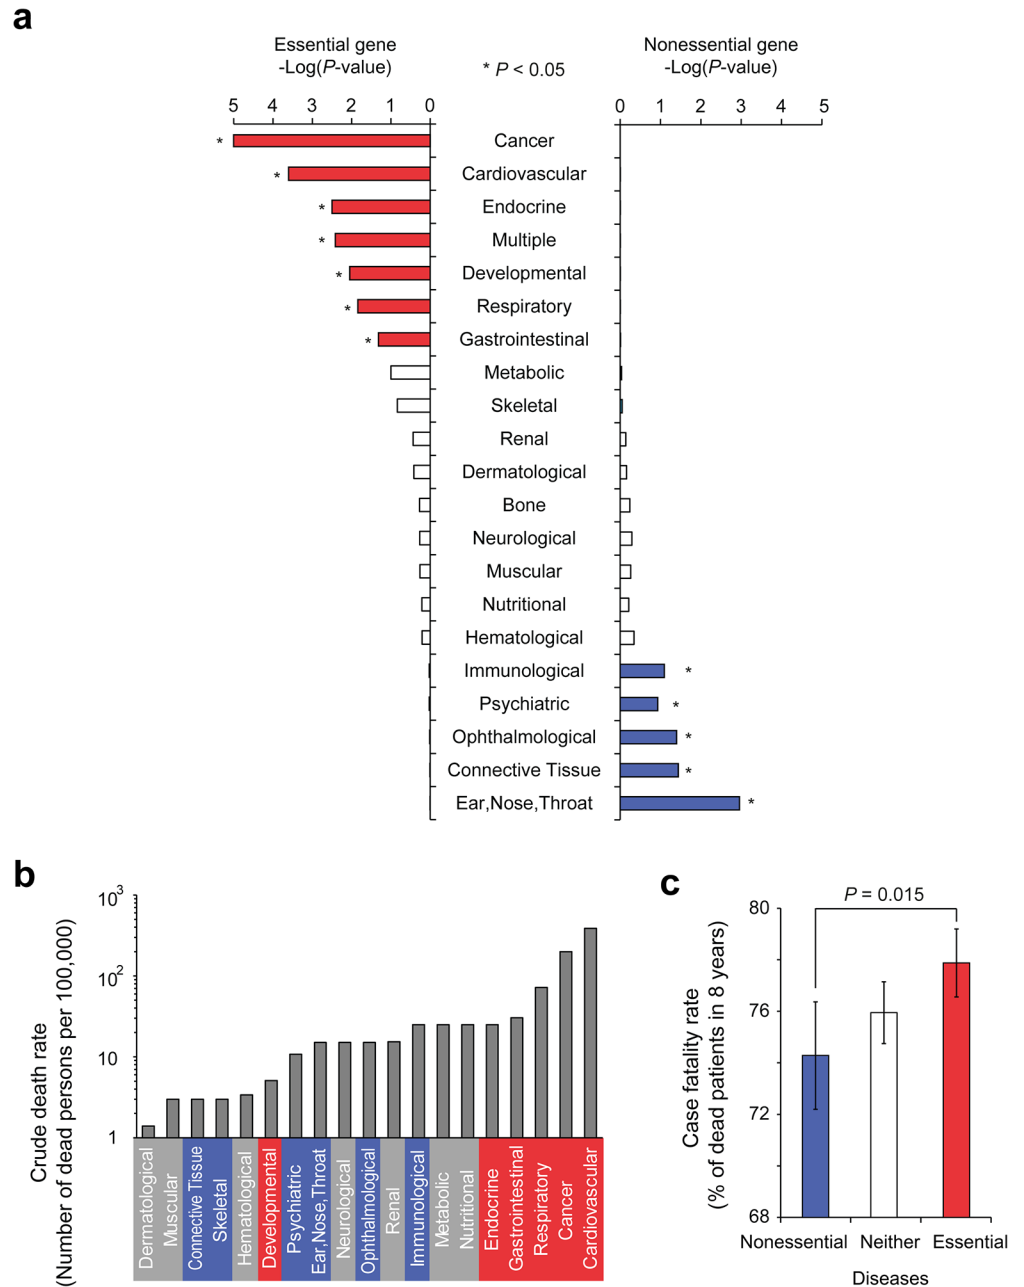 a
Essential gene
-Log(P-value)
* P < 0.05
Nonessential gene
-Log(P-value)
5 4 3 2 1 0
0 1 2 3 4 5
* Cancer
* Cardiovascular
* Endocrine
* Multiple
* Developmental
* Respiratory
* Gastrointestinal
Metabolic
Skeletal
Renal
Dermatological
Bone
Neurological
Muscular
Nutritional
Hematological
Immunological *
Psychiatric *
Ophthalmological *
Connective Tissue *
Ear,Nose,Throat *
b
Crude death rate
(Number of dead persons per 100,000)
10³
10²
10
1
Dermatological
Muscular
Connective Tissue
Skeletal
Hematological
Developmental
Psychiatric
Ear,Nose,Throat
Neurological
Ophthalmological
Renal
Immunological
Metabolic
Nutritional
Endocrine
Gastrointestinal
Respiratory
Cancer
Cardiovascular
c
Case fatality rate
(% of dead patients in 8 years)
P = 0.015
80
76
72
68
Nonessential Neither Essential
Diseases